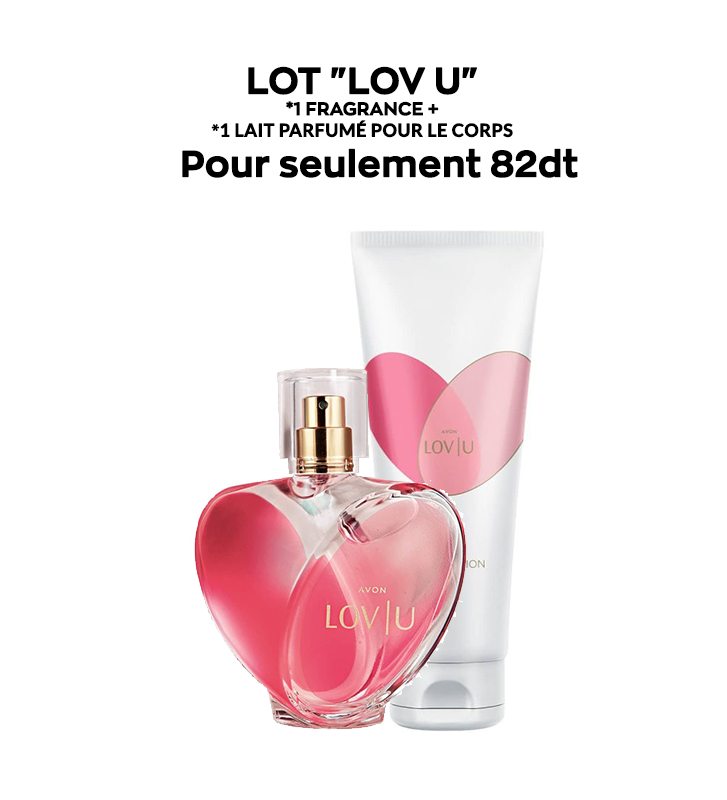 LOT "LOV U"
*1 FRAGRANCE +
*1 LAIT PARFUMÉ POUR LE CORPS
Pour seulement 82dt
AVON
LOV|U
AVON
LOV|U